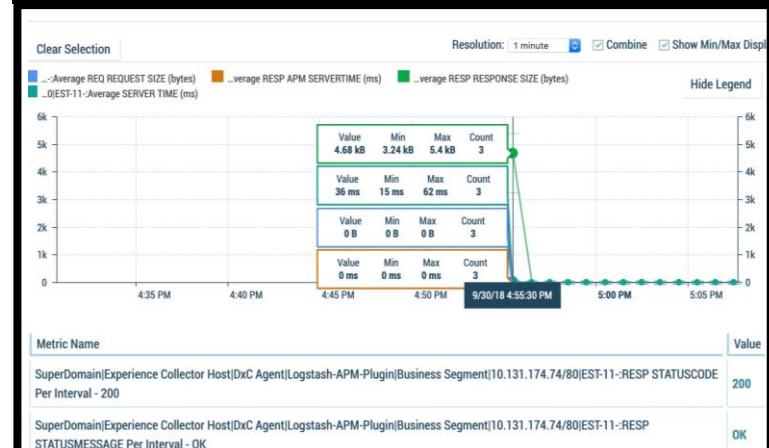 Clear Selection
Resolution: 1 minute Combine Show Min/Max Displ
...-:Average REQ REQUEST SIZE (bytes) ...verage RESP APM SERVERTIME (ms) ...verage RESP RESPONSE SIZE (bytes)
...0|EST-11-:Average SERVER TIME (ms)
Hide Legend
6k 6k
Value Min Max Count
5k 4.68 kB 3.24 kB 5.4 kB 3 5k
4k 4k
Value Min Max Count
36 ms 15 ms 62 ms 3
3k 3k
Value Min Max Count
2k 0 B 0 B 0 B 3 2k
1k 1k
Value Min Max Count
0 0 ms 0 ms 0 ms 3 0
4:35 PM 4:40 PM 4:45 PM 4:50 PM 9/30/18 4:55:30 PM 5:00 PM 5:05 PM
Metric Name Value
SuperDomain|Experience Collector Host|DxC Agent|Logstash-APM-Plugin|Business Segment|10.131.174.74/80|EST-11-:RESP STATUSCODE
Per Interval - 200
200
SuperDomain|Experience Collector Host|DxC Agent|Logstash-APM-Plugin|Business Segment|10.131.174.74/80|EST-11-:RESP
STATUSMESSAGE Per Interval - OK
OK